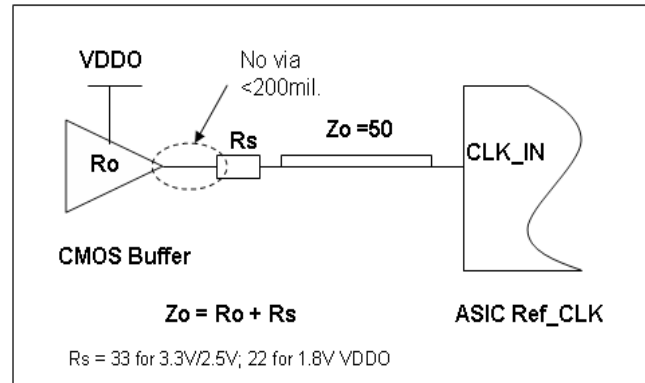 VDDO
No via
<200mil.
Rs
Zo =50
Ro
CLK_IN
CMOS Buffer
Zo = Ro + Rs
ASIC Ref_CLK
Rs = 33 for 3.3V/2.5V; 22 for 1.8V VDDO